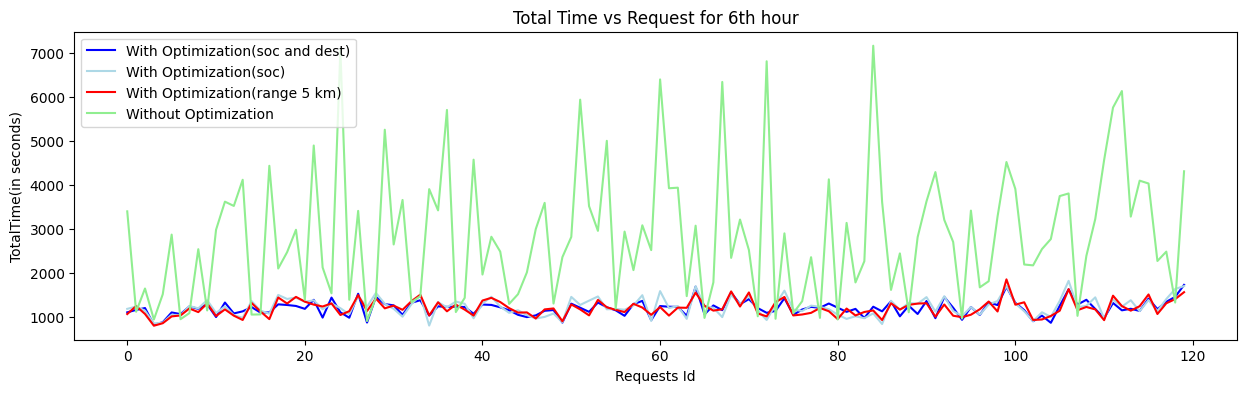 Total Time vs Request for 6th hour
With Optimization(soc and dest)
With Optimization(soc)
With Optimization(range 5 km)
Without Optimization
TotalTime(in seconds)
7000
6000
5000
4000
3000
2000
1000
0
20
40
60
80
100
120
Requests Id